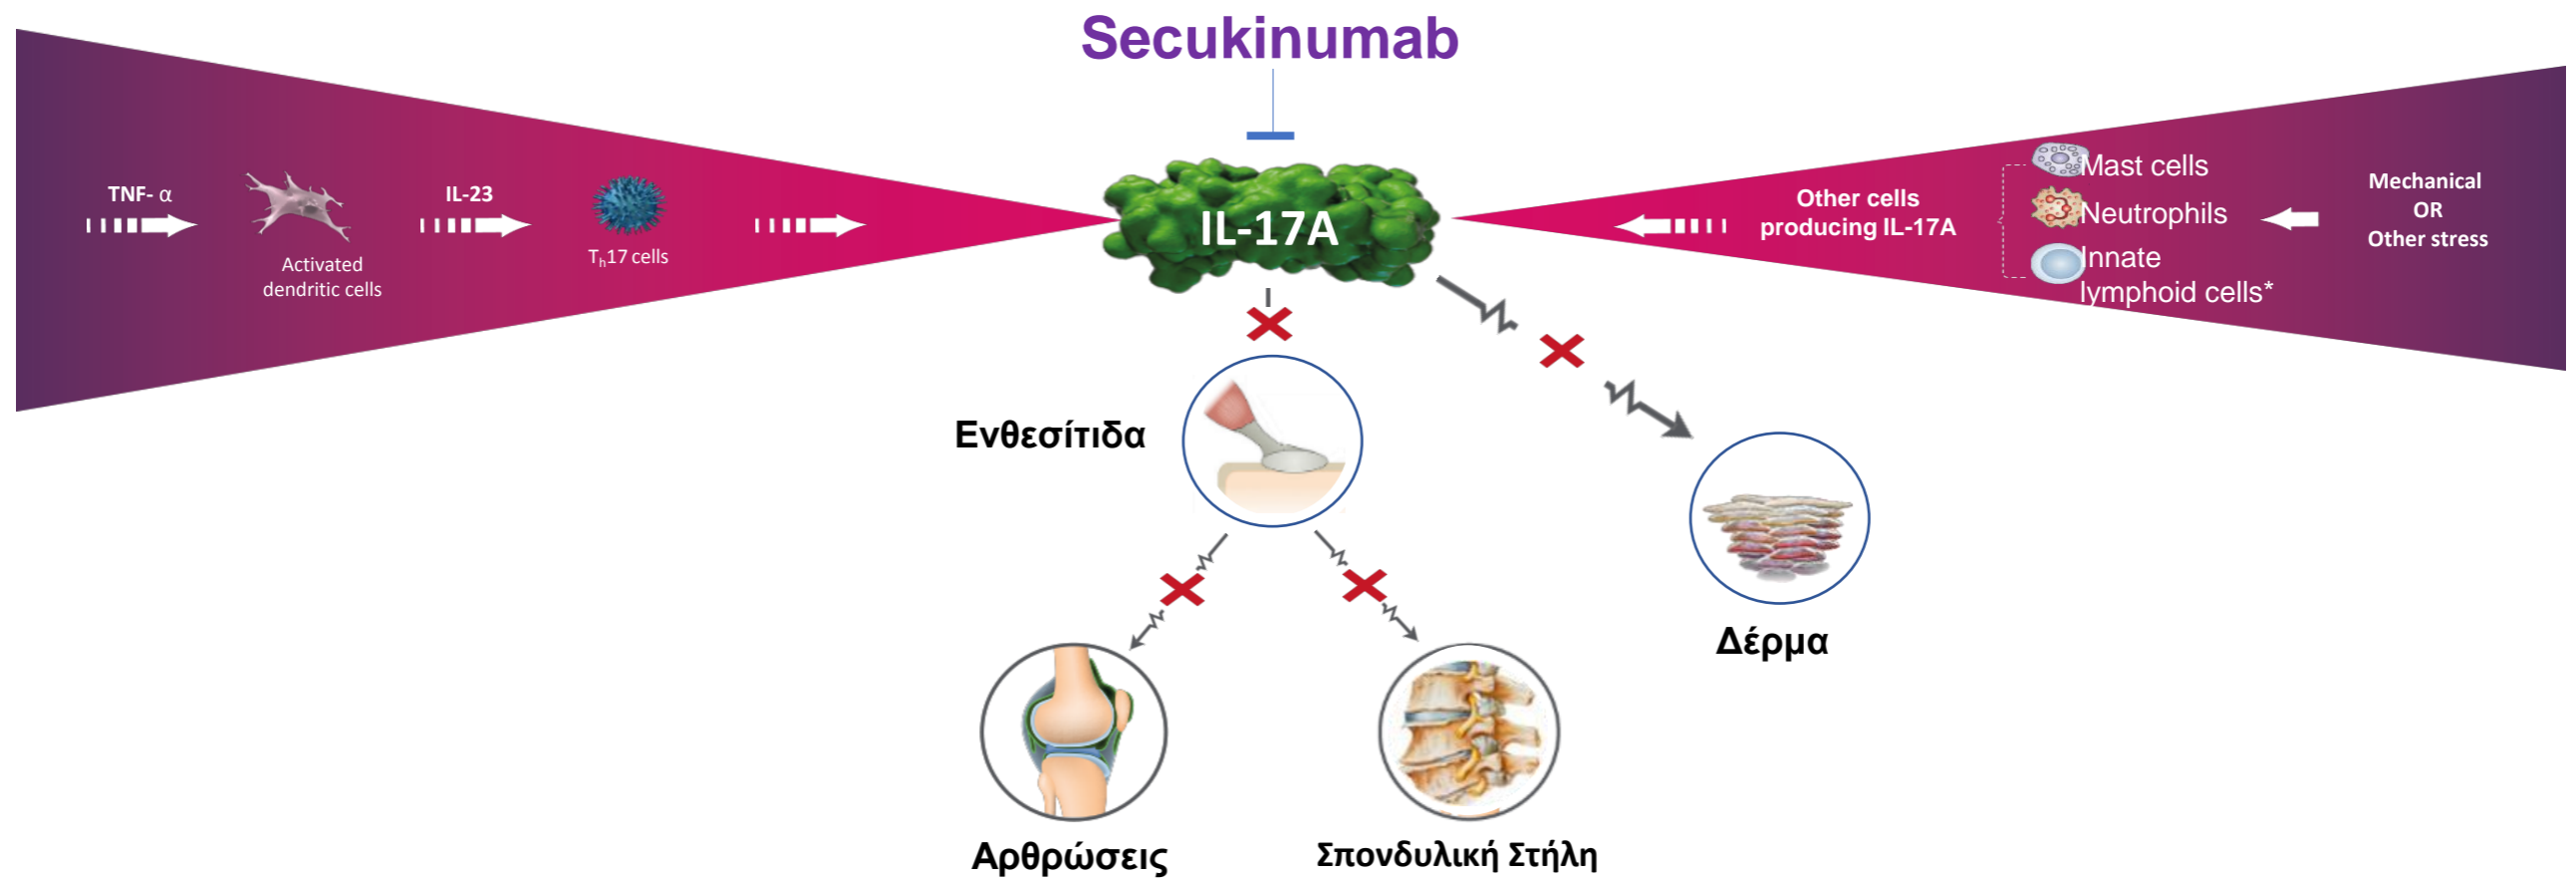 Secukinumab
TNF- α
Activated
dendritic cells
IL-23
Th17 cells
IL-17A
Other cells
producing IL-17A
Mast cells
Neutrophils
Innate
lymphoid cells*
Mechanical
OR
Other stress
Ενθεσίτιδα
Δέρμα
Αρθρώσεις
Σπονδυλική Στήλη